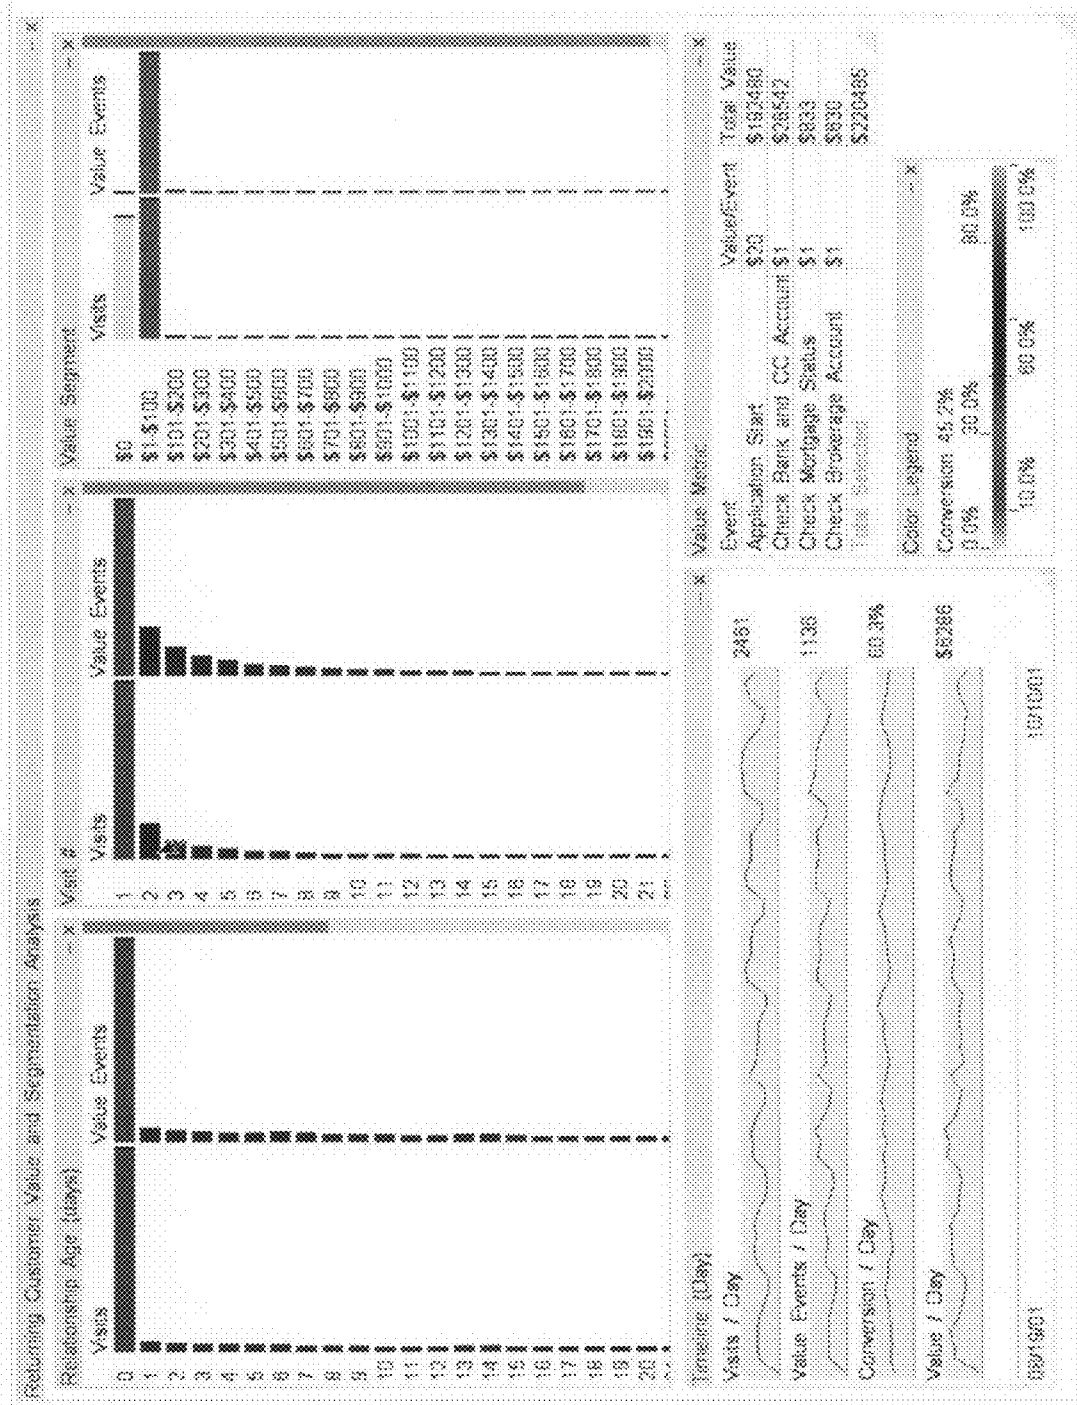 Returning Customer Value and Segmentation Analysis - x
Relationship Age (days) - x
Visits Value Events
0
1
2
3
4
5
6
7
8
9
10
11
12
13
14
15
16
17
18
19
20
Visit # - x
Visits Value Events
1
2
3
4
5
6
7
8
9
10
11
12
13
14
15
16
17
18
19
20
21
Value Segment - x
Visits Value Events
$0
$1-$100
$101-$200
$201-$300
$301-$400
$401-$500
$501-$600
$601-$700
$701-$800
$801-$900
$901-$1000
$1001-$1100
$1101-$1200
$1201-$1300
$1301-$1400
$1401-$1500
$1501-$1600
$1601-$1700
$1701-$1800
$1801-$1900
$1901-$2000
Timeline (Day) - x
Visits / Day 2461
Value Events / Day 1136
Conversion / Day 60.3%
Value / Day $6286
08/19/01 10/10/01
Value Metric - x
Event Value/Event Total Value
Application Start $20 $192480
Check Bank and CC Account $1 $26542
Check Mortgage Status $1 $833
Check Brokerage Account $1 $630
$220485
Color Legend - x
Conversion 46.2%
0.0% 30.0% 80.0%
10.0% 60.0% 100.0%